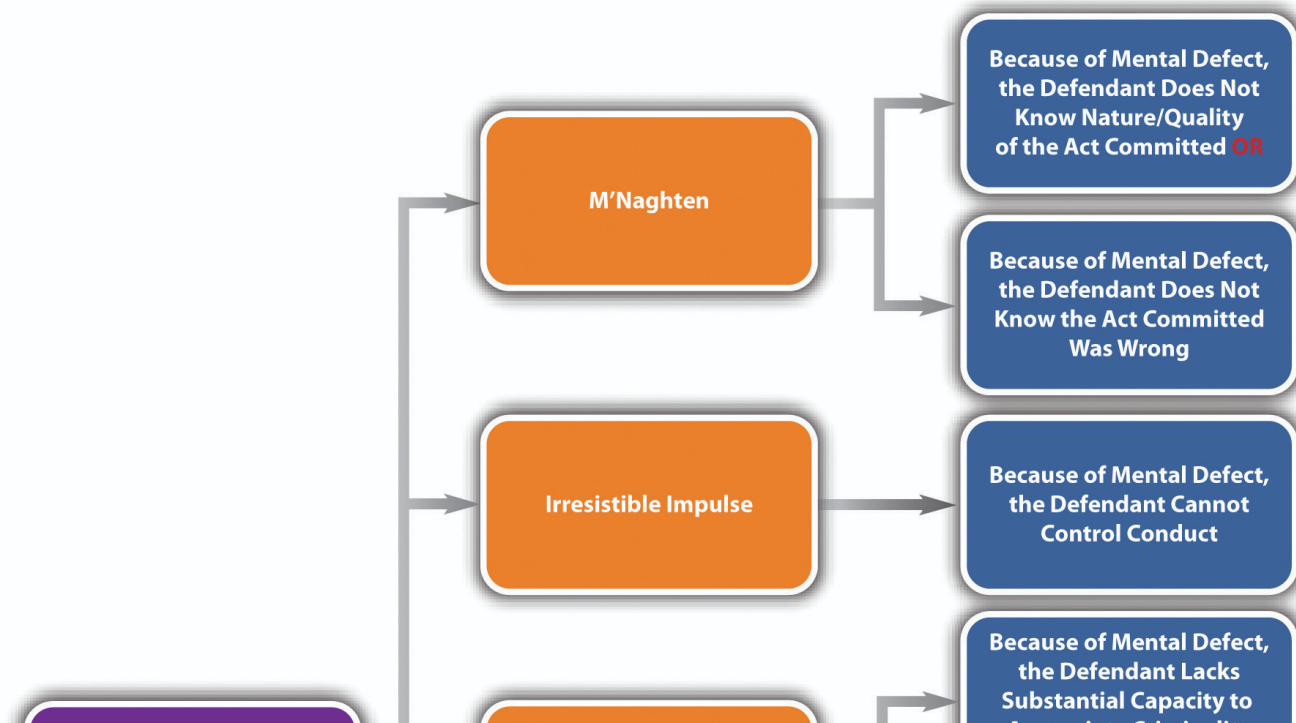 Because of Mental Defect,
the Defendant Does Not
Know Nature/Quality
of the Act Committed OR
M'Naghten
Because of Mental Defect,
the Defendant Does Not
Know the Act Committed
Was Wrong
Irresistible Impulse
Because of Mental Defect,
the Defendant Cannot
Control Conduct
Because of Mental Defect,
the Defendant Lacks
Substantial Capacity to